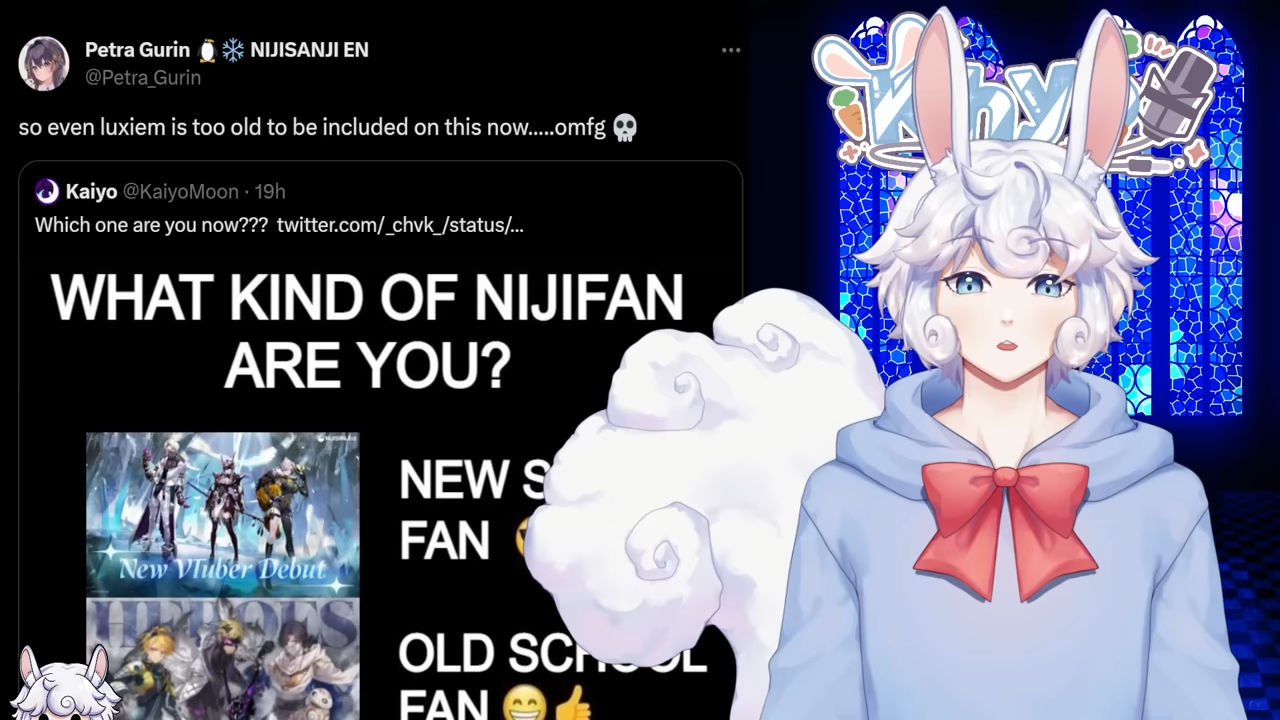 Petra Gurin 🐧❄️ NIJISANJI EN
@Petra_Gurin
so even luxiem is too old to be included on this now.....omfg 💀
Kaiyo @KaiyoMoon · 19h
Which one are you now??? twitter.com/_chvk_/status/...
WHAT KIND OF NIJIFAN
ARE YOU?
NEW S
FAN
New VTuber Debut
HEROES
OLD SCHOOL
FAN 😁👍